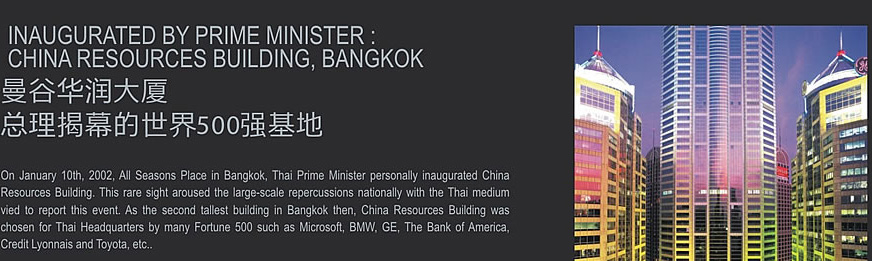 INAUGURATED BY PRIME MINISTER :
CHINA RESOURCES BUILDING, BANGKOK
曼谷华润大厦
总理揭幕的世界500强基地
On January 10th, 2002, All Seasons Place in Bangkok, Thai Prime Minister personally inaugurated China
Resources Building. This rare sight aroused the large-scale repercussions nationally with the Thai medium
vied to report this event. As the second tallest building in Bangkok then, China Resources Building was
chosen for Thai Headquarters by many Fortune 500 such as Microsoft, BMW, GE, The Bank of America,
Credit Lyonnais and Toyota, etc..